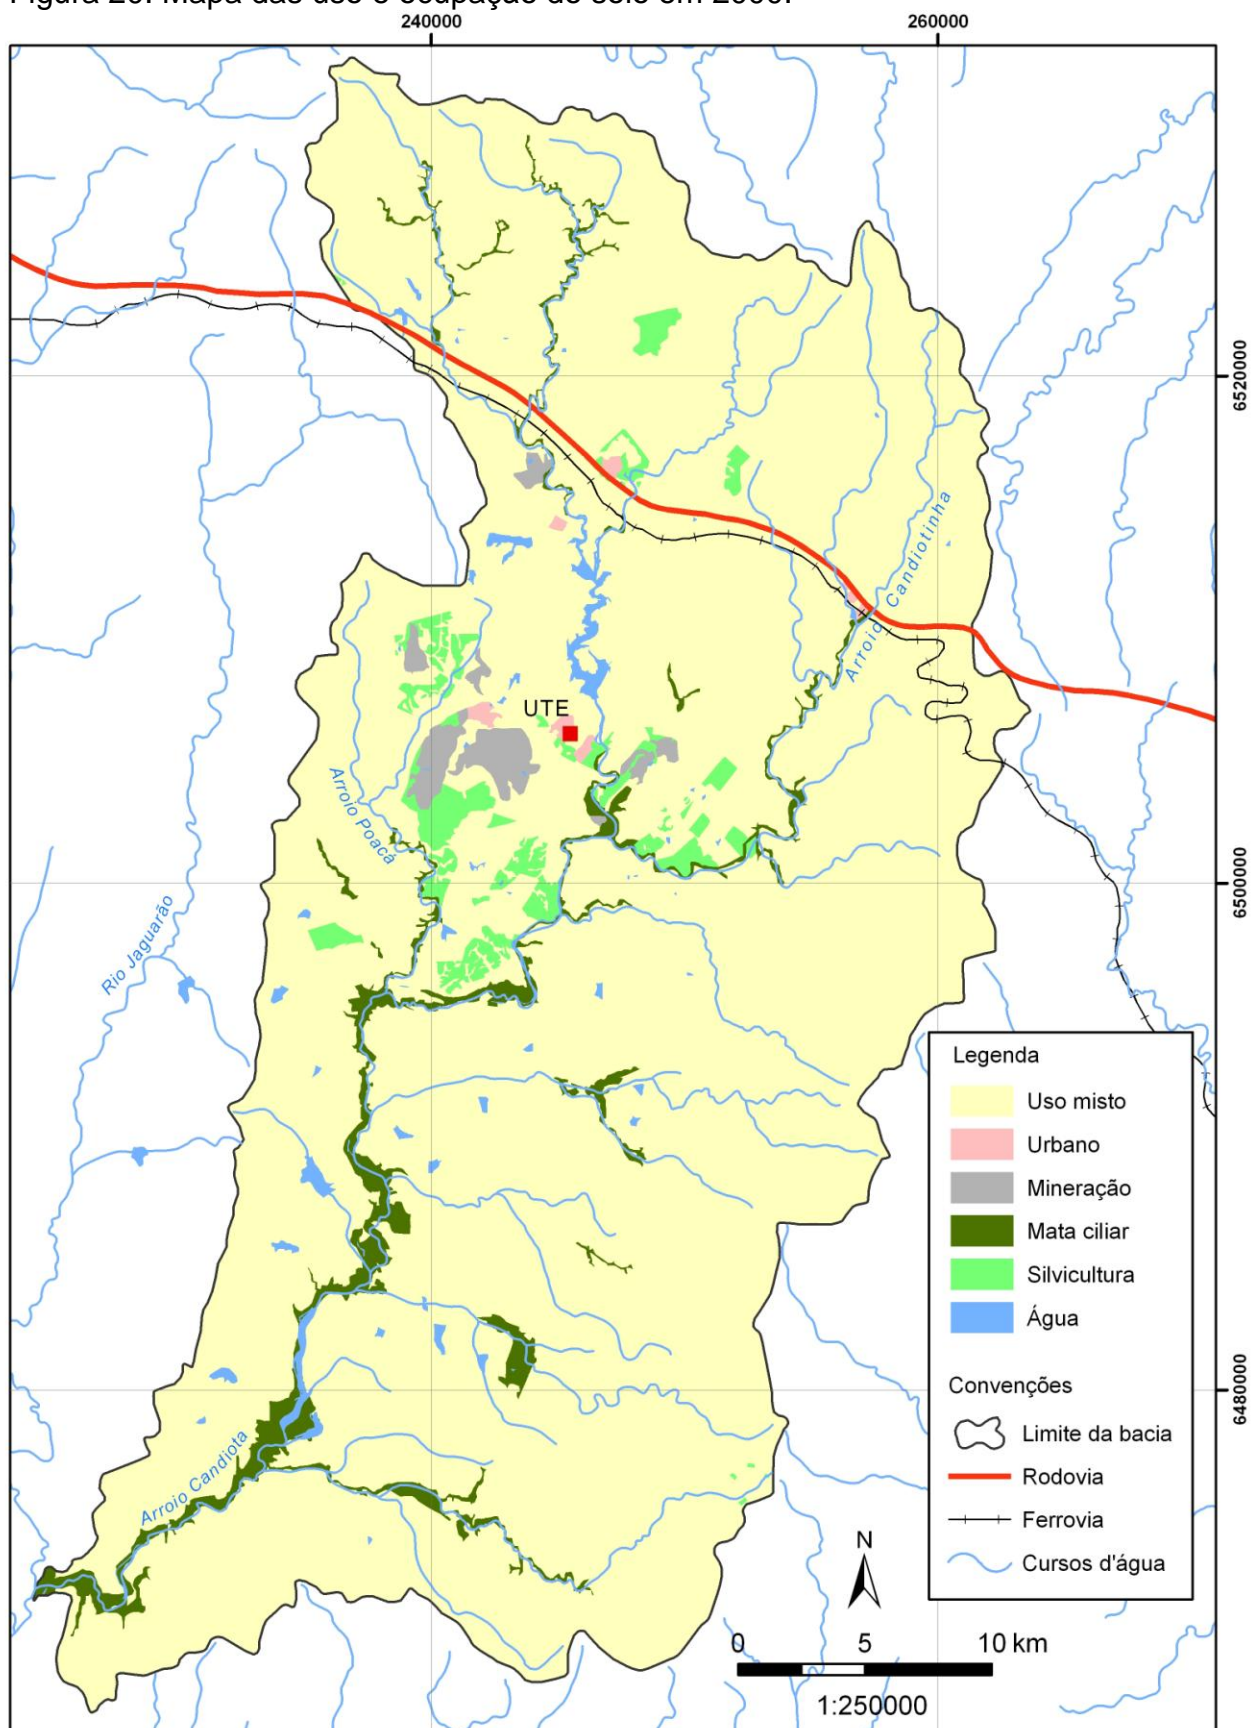 240000
260000
6520000
Arroio Candiotinha
UTE
Arroio Poacá
6500000
Rio Jaguarão
Legenda
Uso misto
Urbano
Mineração
Mata ciliar
Silvicultura
Água
Convenções
Limite da bacia
Rodovia
Ferrovia
Cursos d'água
6480000
Arroio Candiota
N
0 5 10 km
1:250000